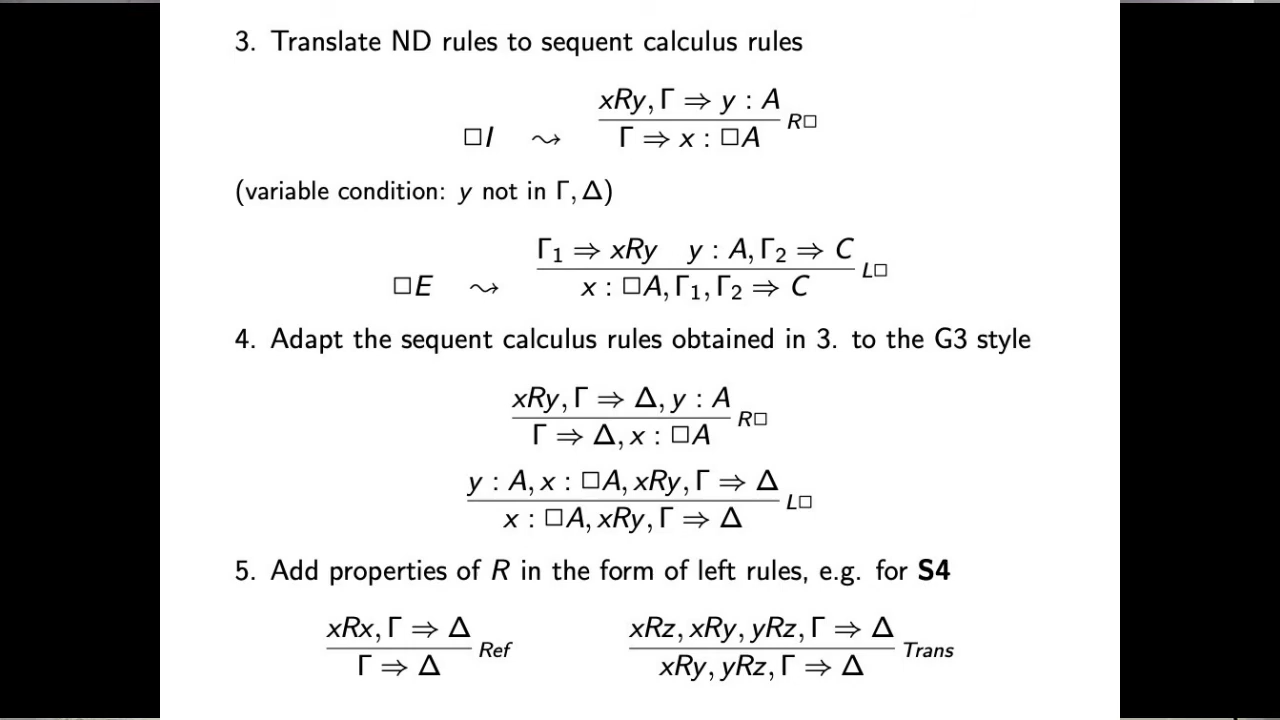 3. Translate ND rules to sequent calculus rules
xRy, Γ ⇒ y : A
□I ⇝ R□
Γ ⇒ x : □A
(variable condition: y not in Γ, Δ)
Γ₁ ⇒ xRy y : A, Γ₂ ⇒ C
□E ⇝ L□
x : □A, Γ₁, Γ₂ ⇒ C
4. Adapt the sequent calculus rules obtained in 3. to the G3 style
xRy, Γ ⇒ Δ, y : A
R□
Γ ⇒ Δ, x : □A
y : A, x : □A, xRy, Γ ⇒ Δ
L□
x : □A, xRy, Γ ⇒ Δ
5. Add properties of R in the form of left rules, e.g. for S4
xRx, Γ ⇒ Δ xRz, xRy, yRz, Γ ⇒ Δ
Ref Trans
Γ ⇒ Δ xRy, yRz, Γ ⇒ Δ